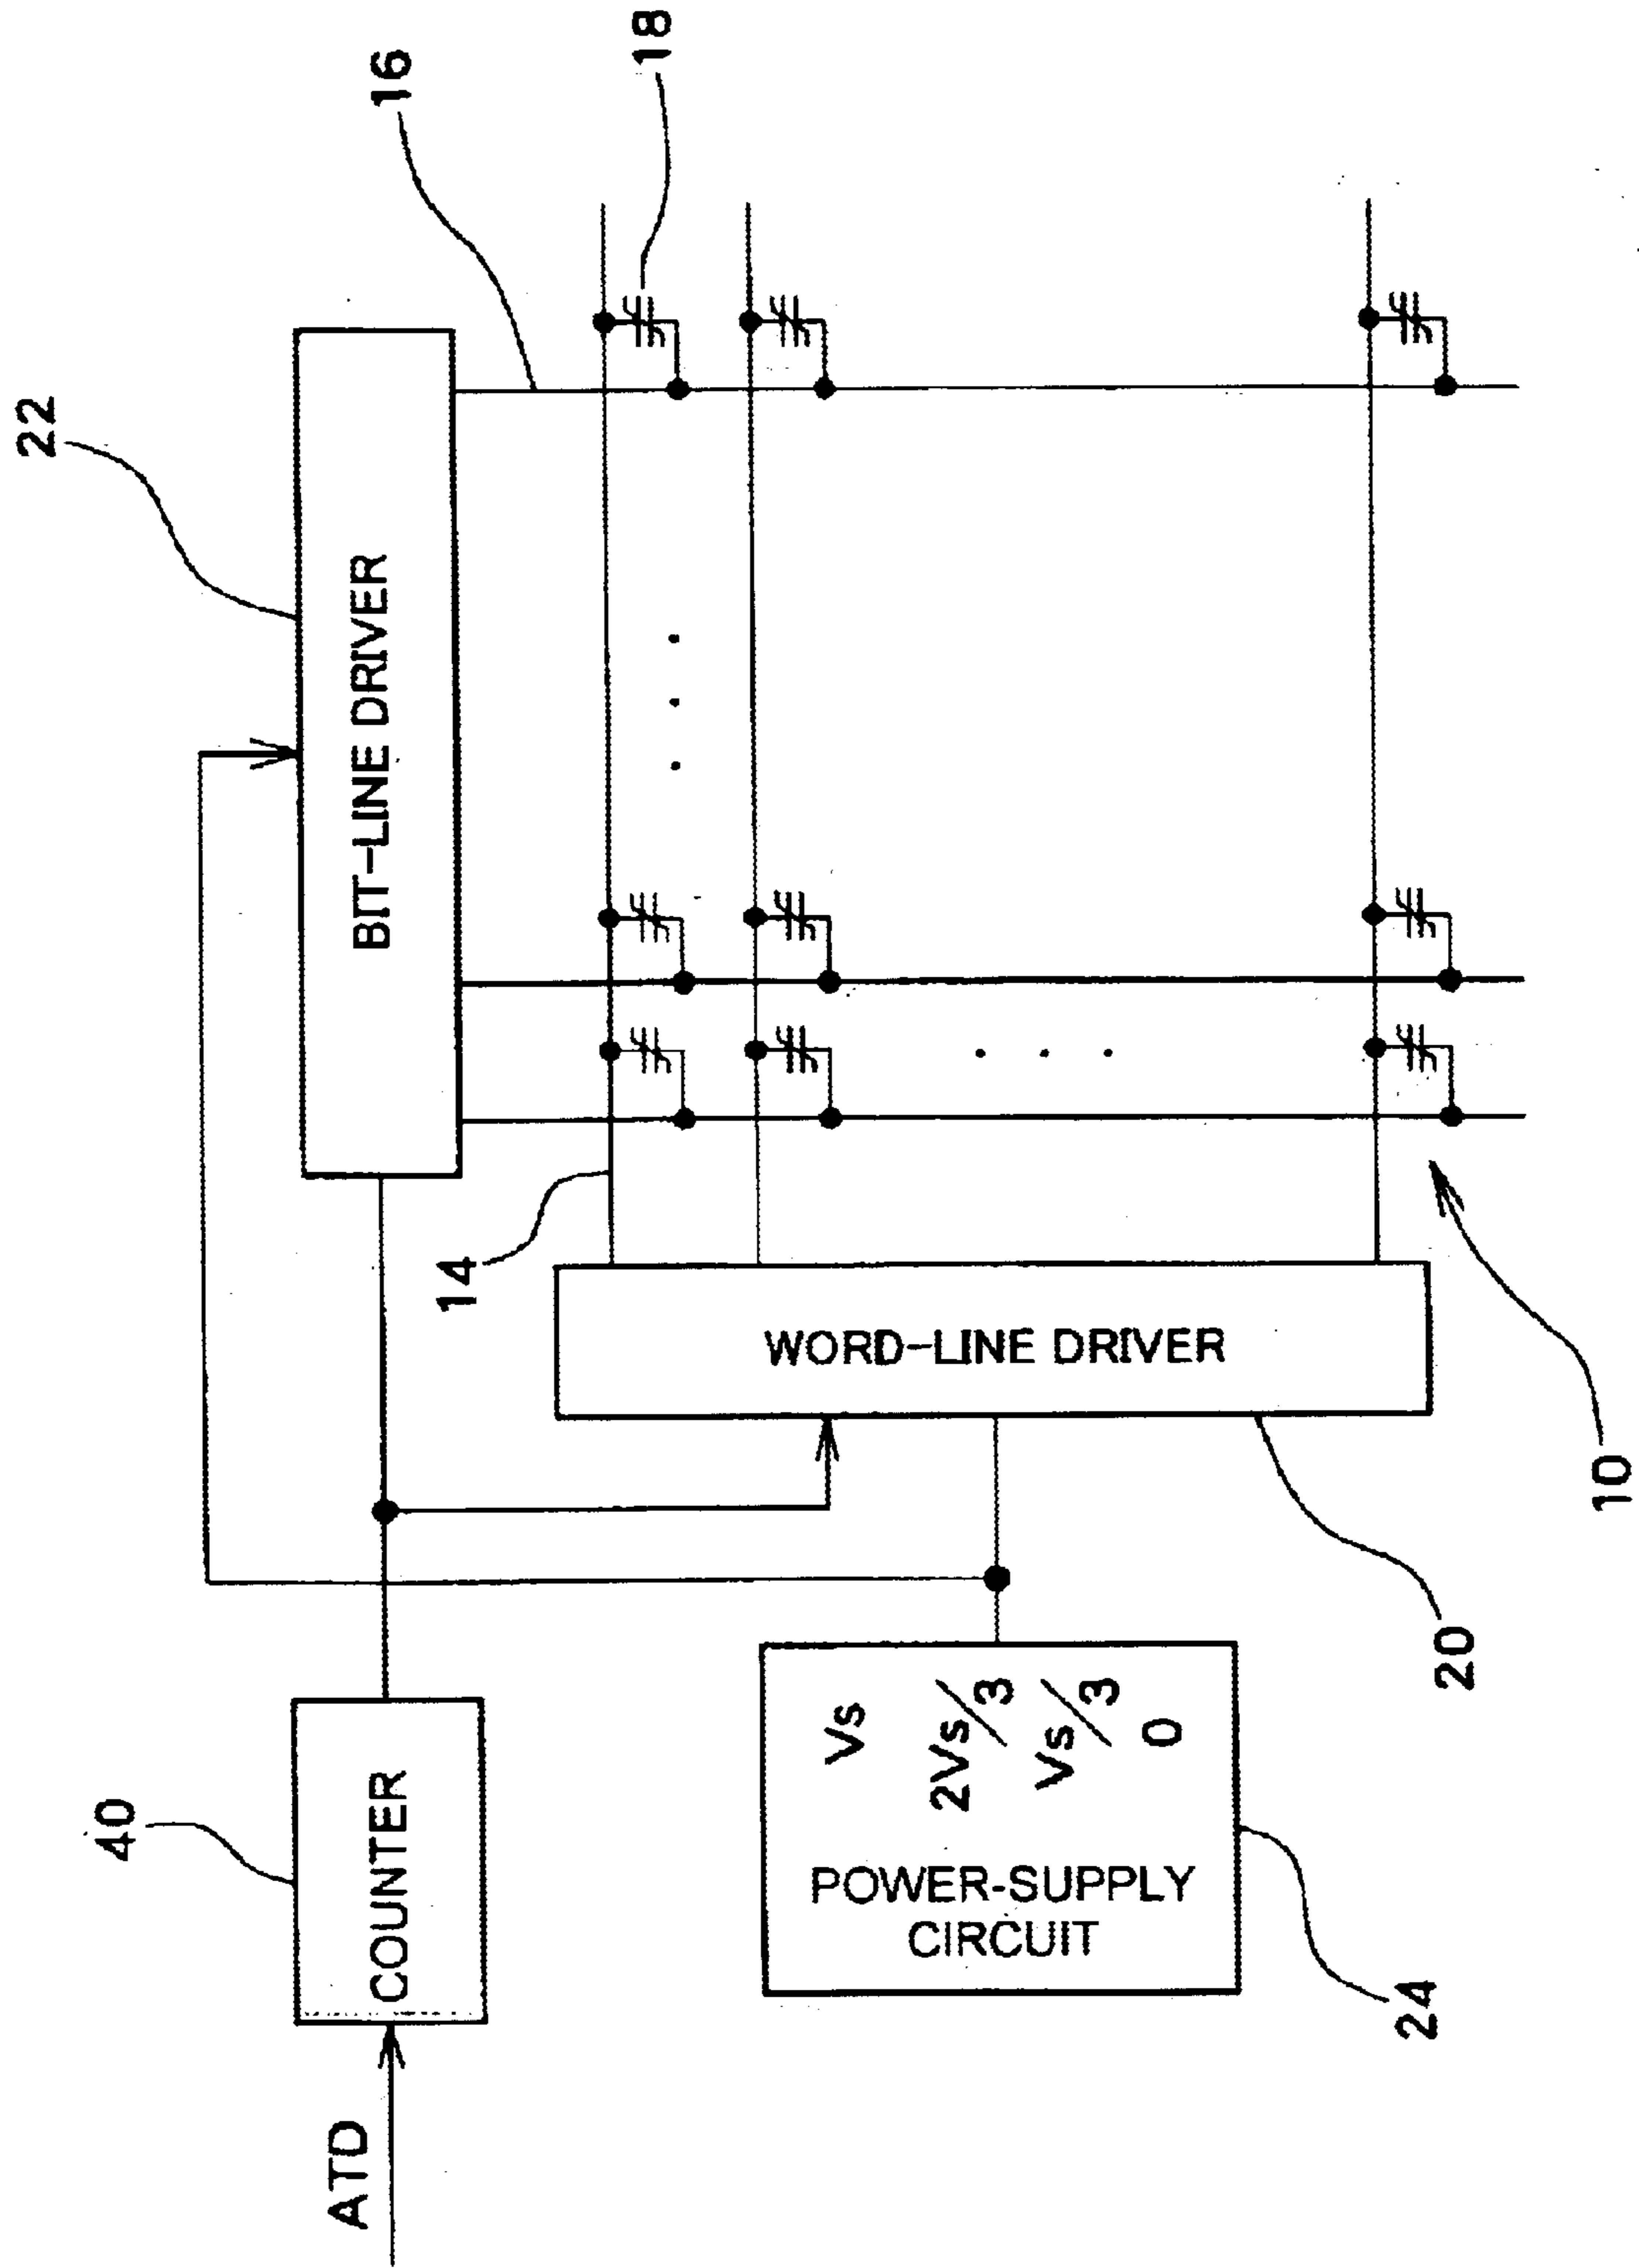 ATD
COUNTER
40
BIT-LINE DRIVER
22
16
18
14
WORD-LINE DRIVER
20
10
Vs
2Vs/3
Vs/3
0
POWER-SUPPLY
CIRCUIT
24